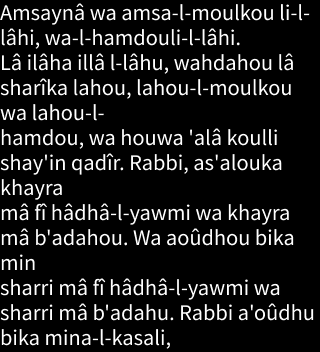 Amsaynâ wa amsa-l-moulkou li-l-
lâhi, wa-l-hamdouli-l-lâhi.
Lâ ilâha illâ l-lâhu, wahdahou lâ
sharîka lahou, lahou-l-moulkou
wa lahou-l-
hamdou, wa houwa 'alâ koulli
shay'in qadîr. Rabbi, as'alouka
khayra
mâ fî hâdhâ-l-yawmi wa khayra
mâ b'adahou. Wa aoûdhou bika
min
sharri mâ fî hâdhâ-l-yawmi wa
sharri mâ b'adahu. Rabbi a'oûdhu
bika mina-l-kasali,